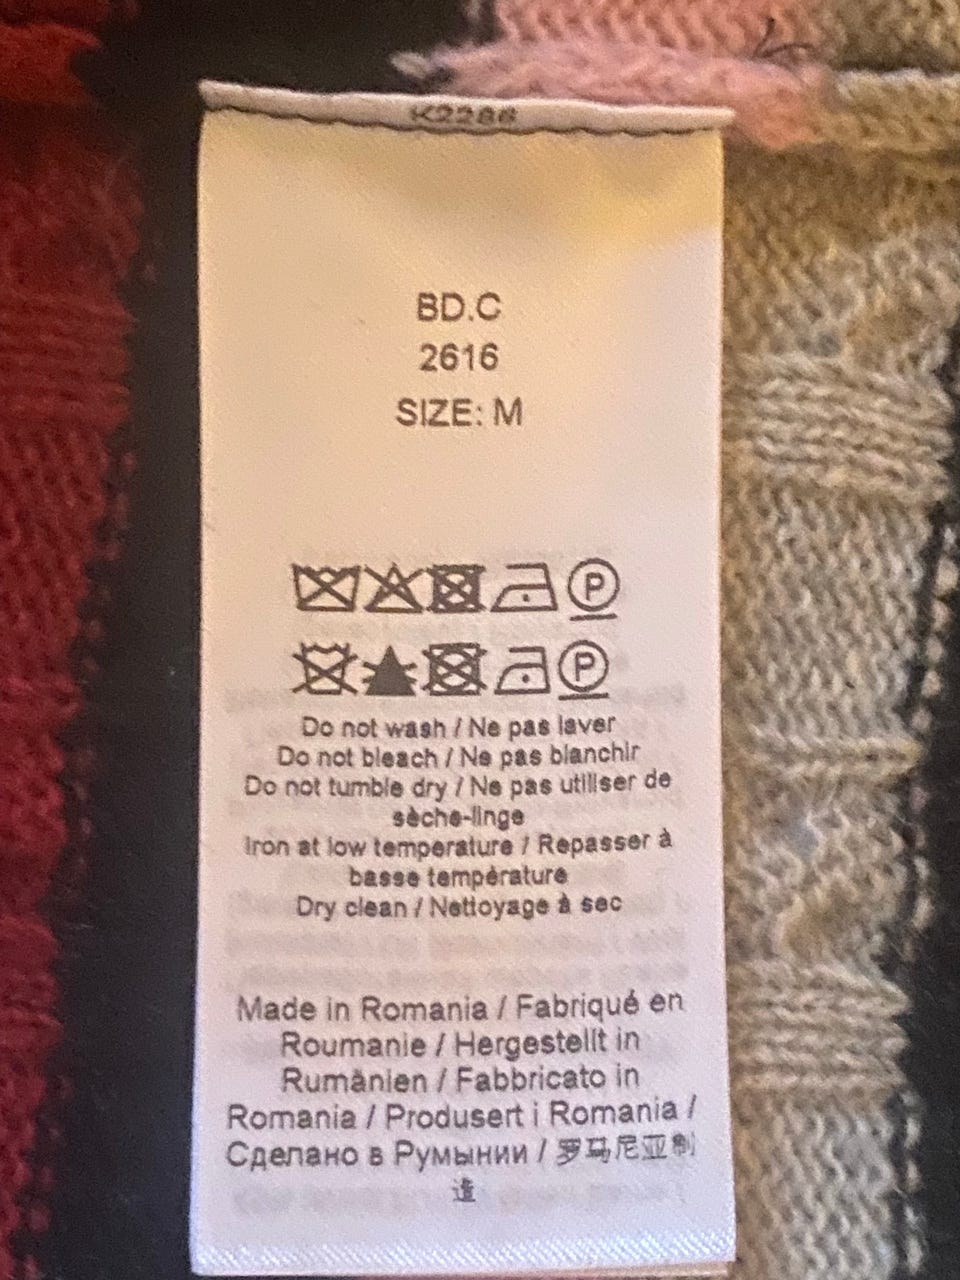 K2286
BD.C
2616
SIZE: M
P
P
Do not wash / Ne pas laver
Do not bleach / Ne pas blanchir
Do not tumble dry / Ne pas utiliser de
sèche-linge
Iron at low temperature / Repasser à
basse température
Dry clean / Nettoyage à sec
Made in Romania / Fabriqué en
Roumanie / Hergestellt in
Rumänien / Fabbricato in
Romania / Produsert i Romania /
Сделано в Румынии / 罗马尼亚制
造